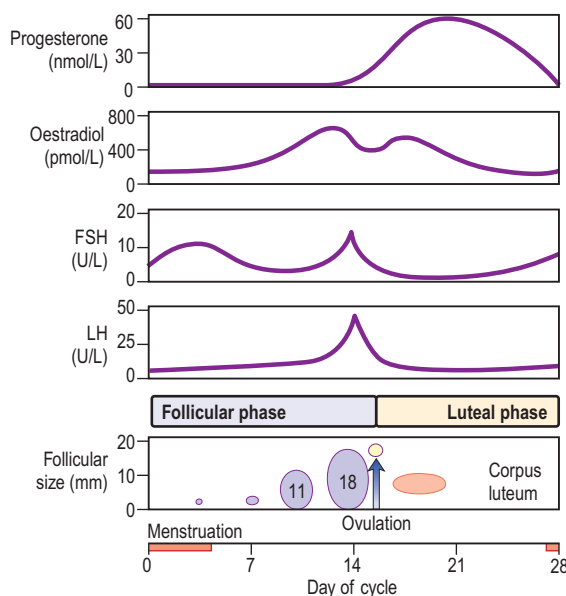 Progesterone
(nmol/L)
60
30
0
Oestradiol
(pmol/L)
800
400
0
FSH
(U/L)
20
10
0
LH
(U/L)
50
25
0
Follicular phase
Luteal phase
Follicular
size (mm)
20
10
0
11
18
Corpus
luteum
Menstruation
Ovulation
0
7
14
21
28
Day of cycle